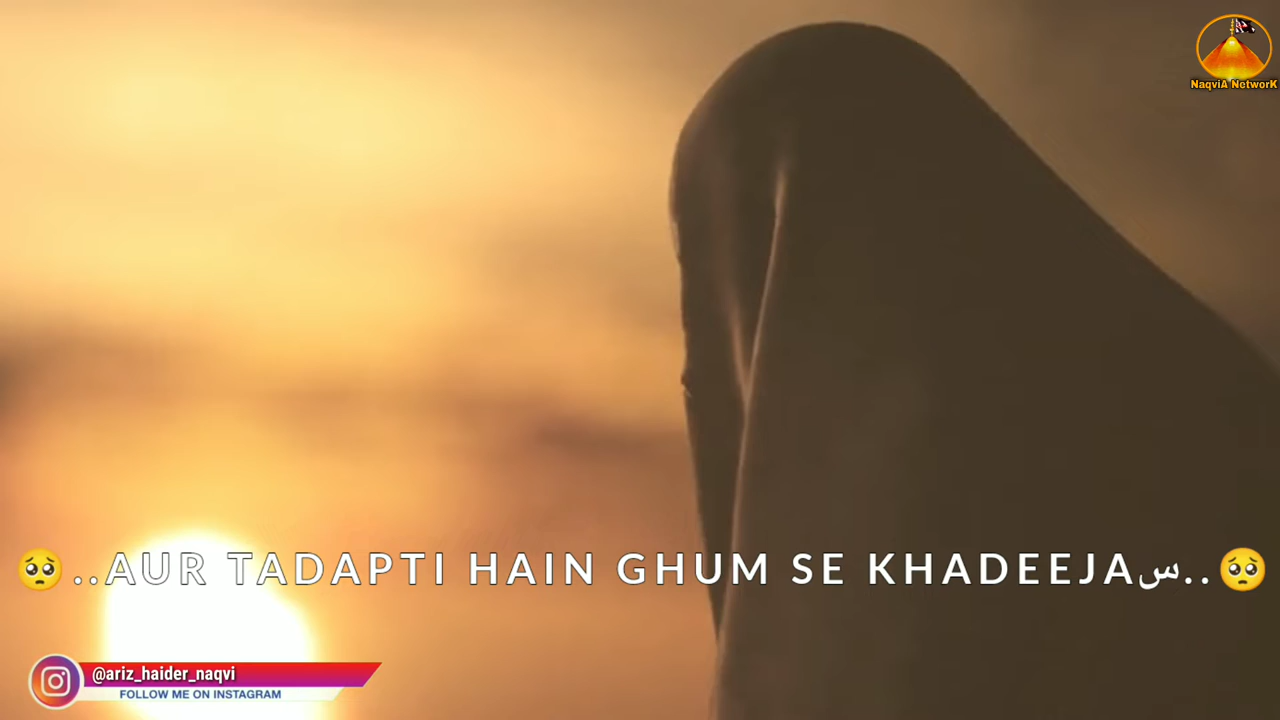 NaqviA NetworK
🥺..AUR TADAPTI HAIN GHUM SE KHADEEJAس..🥺
@ariz_haider_naqvi
FOLLOW ME ON INSTAGRAM